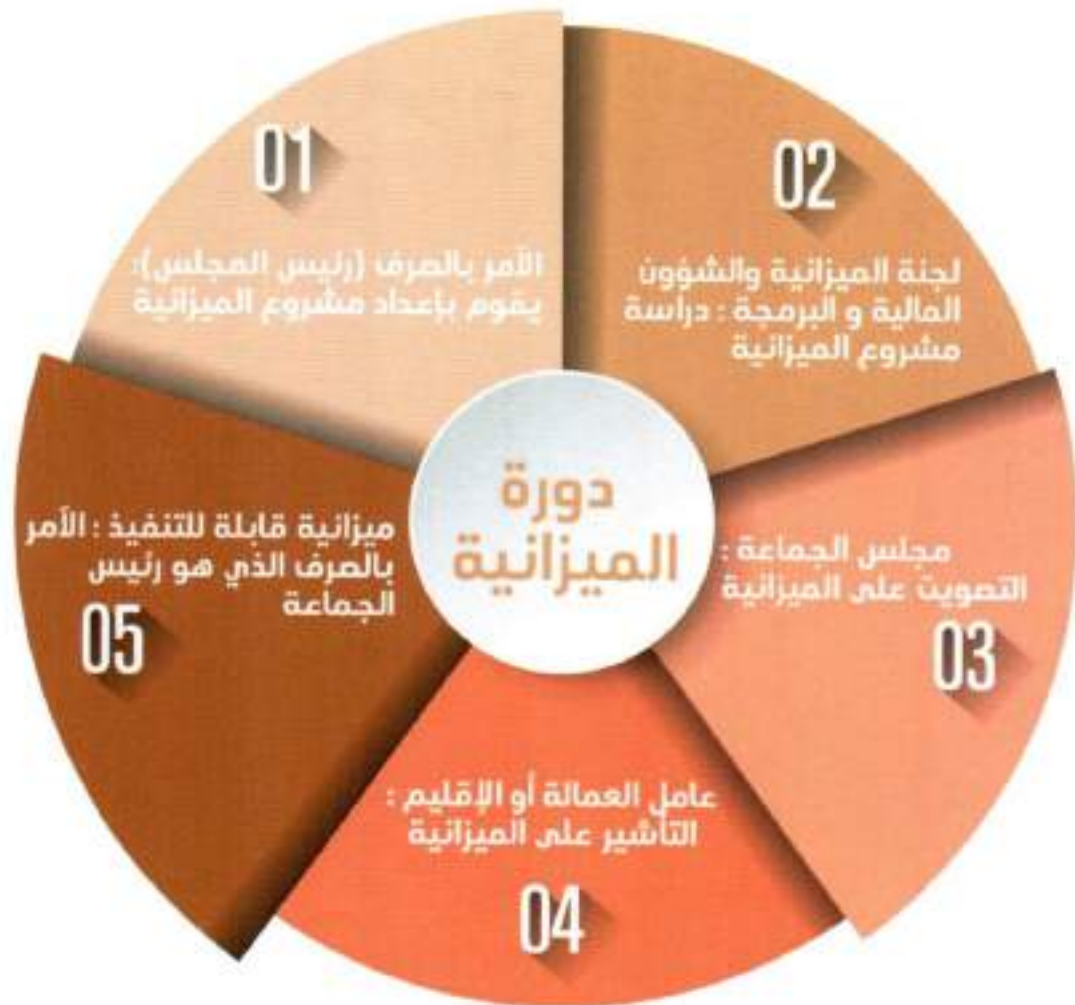 01
الآمر بالصرف (رئيس المجلس):
يقوم بإعداد مشروع الميزانية
02
لجنة الميزانية والشؤون
المالية و البرمجة : دراسة
مشروع الميزانية
مجلس الجماعة :
التصويت على الميزانية
03
عامل العمالة أو الإقليم :
التأشير على الميزانية
04
ميزانية قابلة للتنفيذ : الآمر
بالصرف الذي هو رئيس
الجماعة
05
دورة
الميزانية